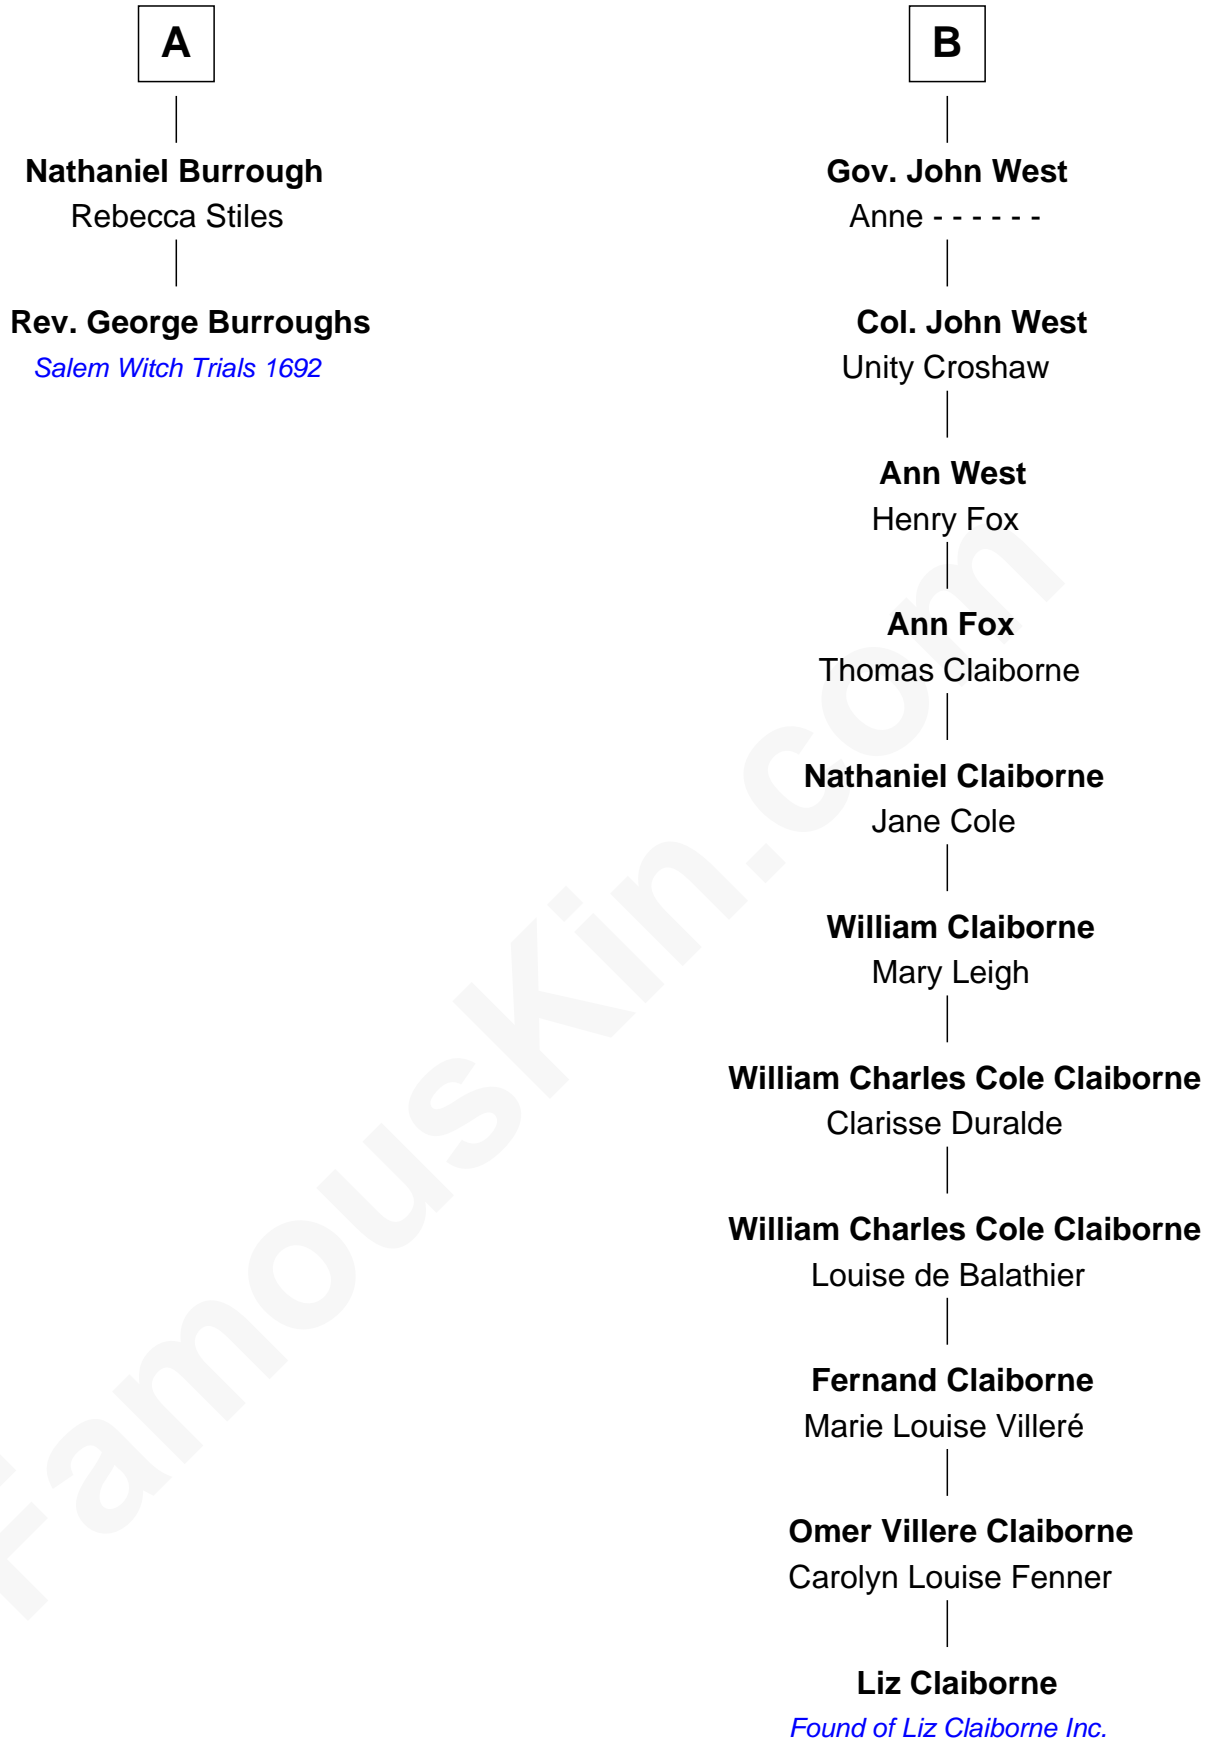 A
Nathaniel Burrough
Rebecca Stiles
Rev. George Burroughs
Salem Witch Trials 1692
B
Gov. John West
Anne - - - - - -
Col. John West
Unity Croshaw
Ann West
Henry Fox
Ann Fox
Thomas Claiborne
Nathaniel Claiborne
Jane Cole
William Claiborne
Mary Leigh
William Charles Cole Claiborne
Clarisse Duralde
William Charles Cole Claiborne
Louise de Balathier
Fernand Claiborne
Marie Louise Villeré
Omer Villere Claiborne
Carolyn Louise Fenner
Liz Claiborne
Found of Liz Claiborne Inc.
FamousKin.com